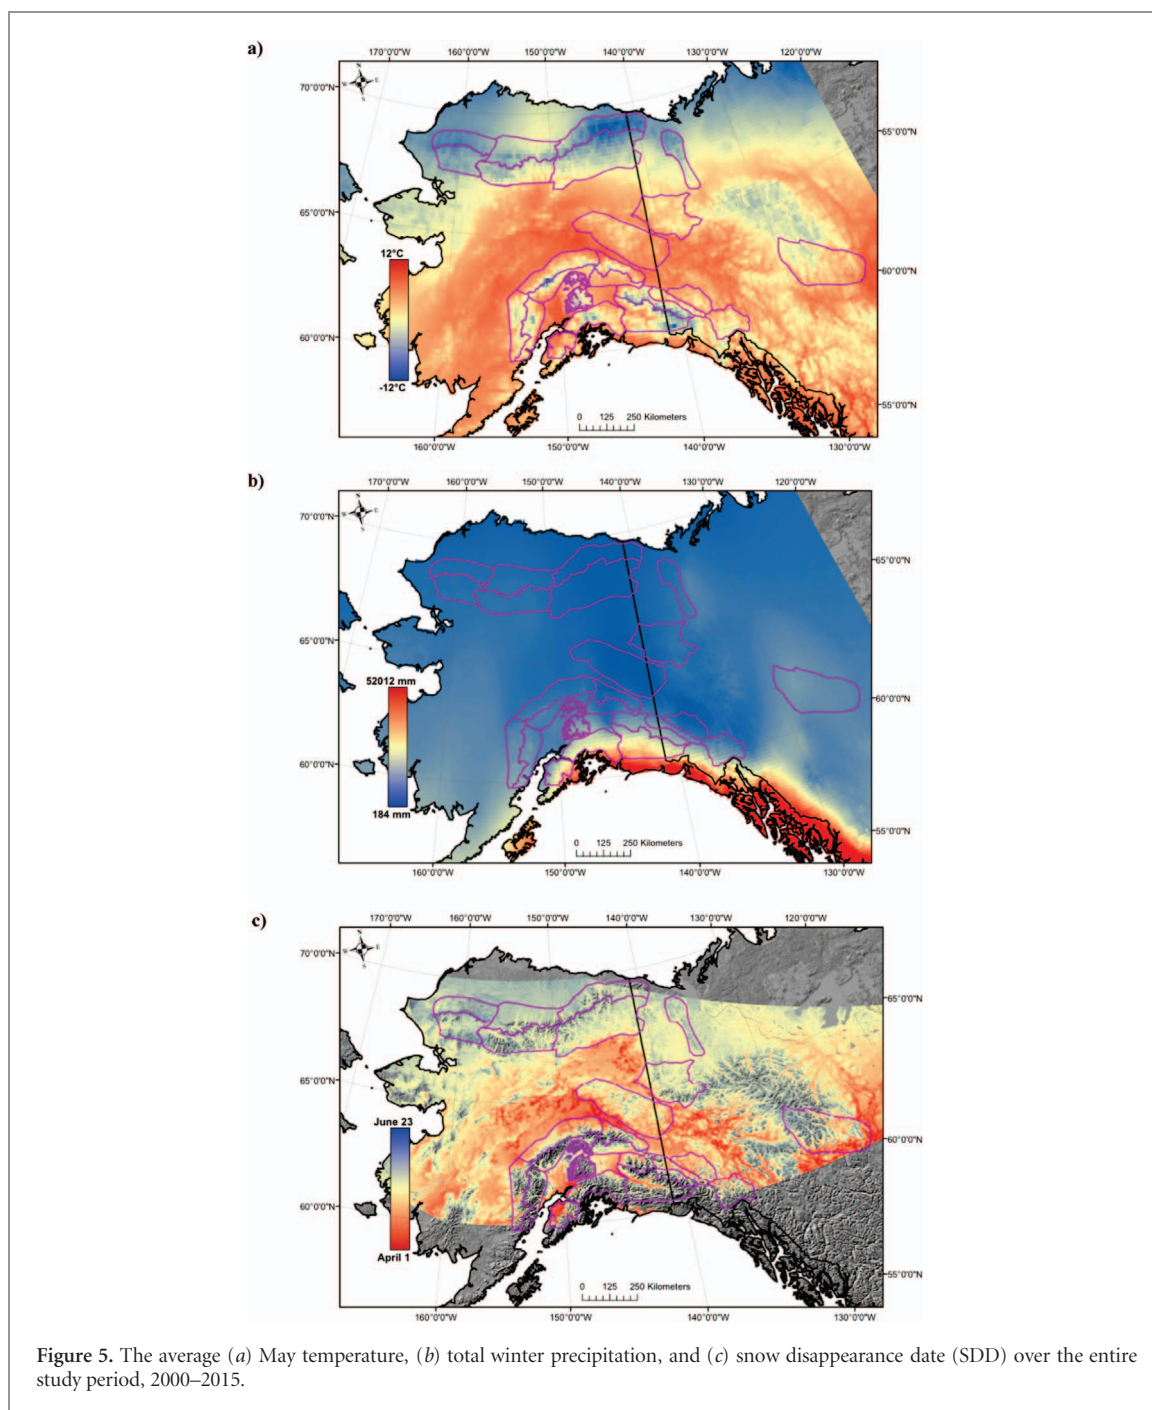 a)
170°0'0"W 160°0'0"W 150°0'0"W 140°0'0"W 130°0'0"W 120°0'0"W
70°0'0"N
65°0'0"N
65°0'0"N
60°0'0"N
12°C
60°0'0"N
-12°C
55°0'0"N
0 125 250 Kilometers
160°0'0"W 150°0'0"W 140°0'0"W 130°0'0"W
b)
170°0'0"W 160°0'0"W 150°0'0"W 140°0'0"W 130°0'0"W 120°0'0"W
70°0'0"N
65°0'0"N
65°0'0"N
52012 mm
60°0'0"N
60°0'0"N
184 mm
55°0'0"N
0 125 250 Kilometers
160°0'0"W 150°0'0"W 140°0'0"W 130°0'0"W
c)
170°0'0"W 160°0'0"W 150°0'0"W 140°0'0"W 130°0'0"W 120°0'0"W
70°0'0"N
65°0'0"N
65°0'0"N
June 23
60°0'0"N
60°0'0"N
April 1
55°0'0"N
0 125 250 Kilometers
160°0'0"W 150°0'0"W 140°0'0"W 130°0'0"W
Figure 5. The average (a) May temperature, (b) total winter precipitation, and (c) snow disappearance date (SDD) over the entire
study period, 2000–2015.